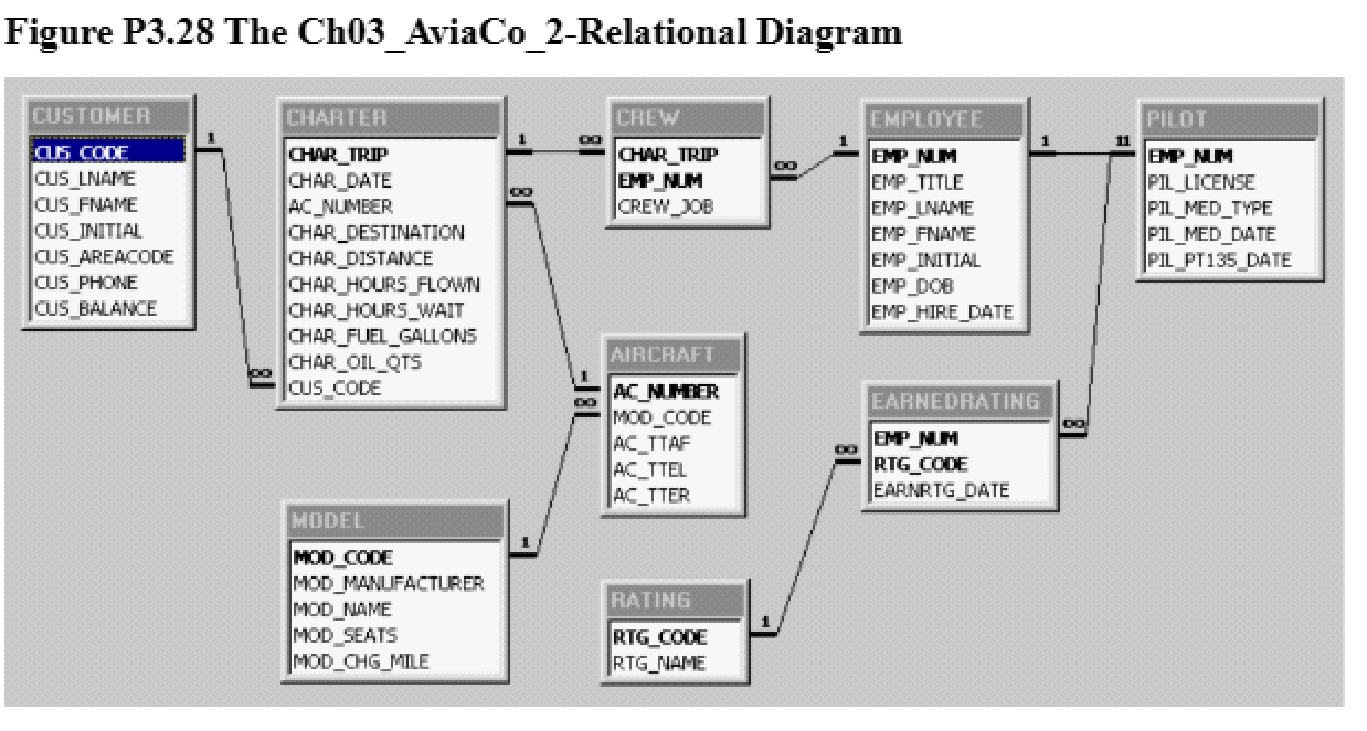 Figure P3.28 The Ch03_AviaCo_2-Relational Diagram
CUSTOMER
CUS_CODE
CUS_LNAME
CUS_FNAME
CUS_INITIAL
CUS_AREACODE
CUS_PHONE
CUS_BALANCE
1
∞
CHARTER
CHAR_TRIP
CHAR_DATE
AC_NUMBER
CHAR_DESTINATION
CHAR_DISTANCE
CHAR_HOURS_FLOWN
CHAR_HOURS_WAIT
CHAR_FUEL_GALLONS
CHAR_OIL_QTS
CUS_CODE
1
∞
∞
1
CREW
CHAR_TRIP
EMP_NUM
CREW_JOB
∞
1
EMPLOYEE
EMP_NUM
EMP_TITLE
EMP_LNAME
EMP_FNAME
EMP_INITIAL
EMP_DOB
EMP_HIRE_DATE
1
11
PILOT
EMP_NUM
PIL_LICENSE
PIL_MED_TYPE
PIL_MED_DATE
PIL_PT135_DATE
AIRCRAFT
AC_NUMBER
MOD_CODE
AC_TTAF
AC_TTEL
AC_TTER
∞
1
MODEL
MOD_CODE
MOD_MANUFACTURER
MOD_NAME
MOD_SEATS
MOD_CHG_MILE
EARNEDRATING
EMP_NUM
RTG_CODE
EARNRTG_DATE
∞
∞
1
RATING
RTG_CODE
RTG_NAME